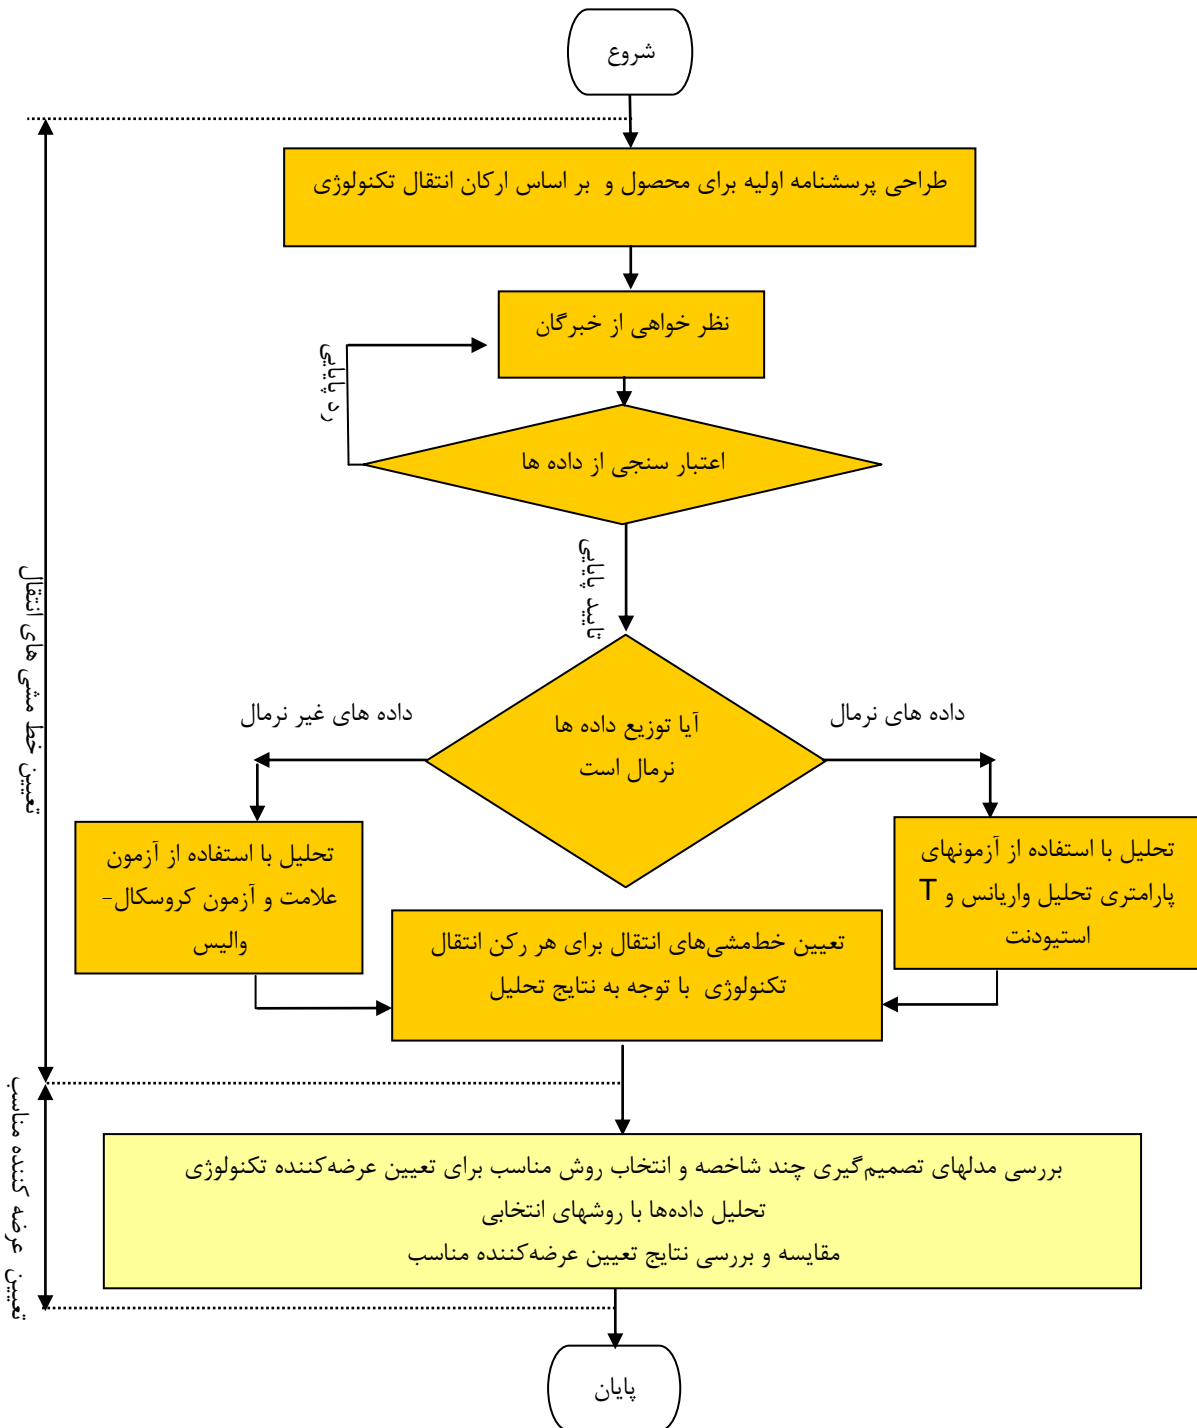 شروع
طراحی پرسشنامه اولیه برای محصول و بر اساس ارکان انتقال تکنولوژی
نظر خواهی از خبرگان
رد پایایی
اعتبار سنجی از داده ها
تایید پایایی
آیا توزیع داده ها
نرمال است
داده های نرمال
داده های غیر نرمال
تحلیل با استفاده از آزمونهای
پارامتری تحلیل واریانس و T
استیودنت
تحلیل با استفاده از آزمون
علامت و آزمون کروسکال-
والیس
تعیین خط‌مشی‌های انتقال برای هر رکن انتقال
تکنولوژی با توجه به نتایج تحلیل
تعیین خط مشی های انتقال
بررسی مدلهای تصمیم‌گیری چند شاخصه و انتخاب روش مناسب برای تعیین عرضه‌کننده تکنولوژی
تحلیل داده‌ها با روشهای انتخابی
مقایسه و بررسی نتایج تعیین عرضه‌کننده مناسب
تعیین عرضه کننده مناسب
پایان